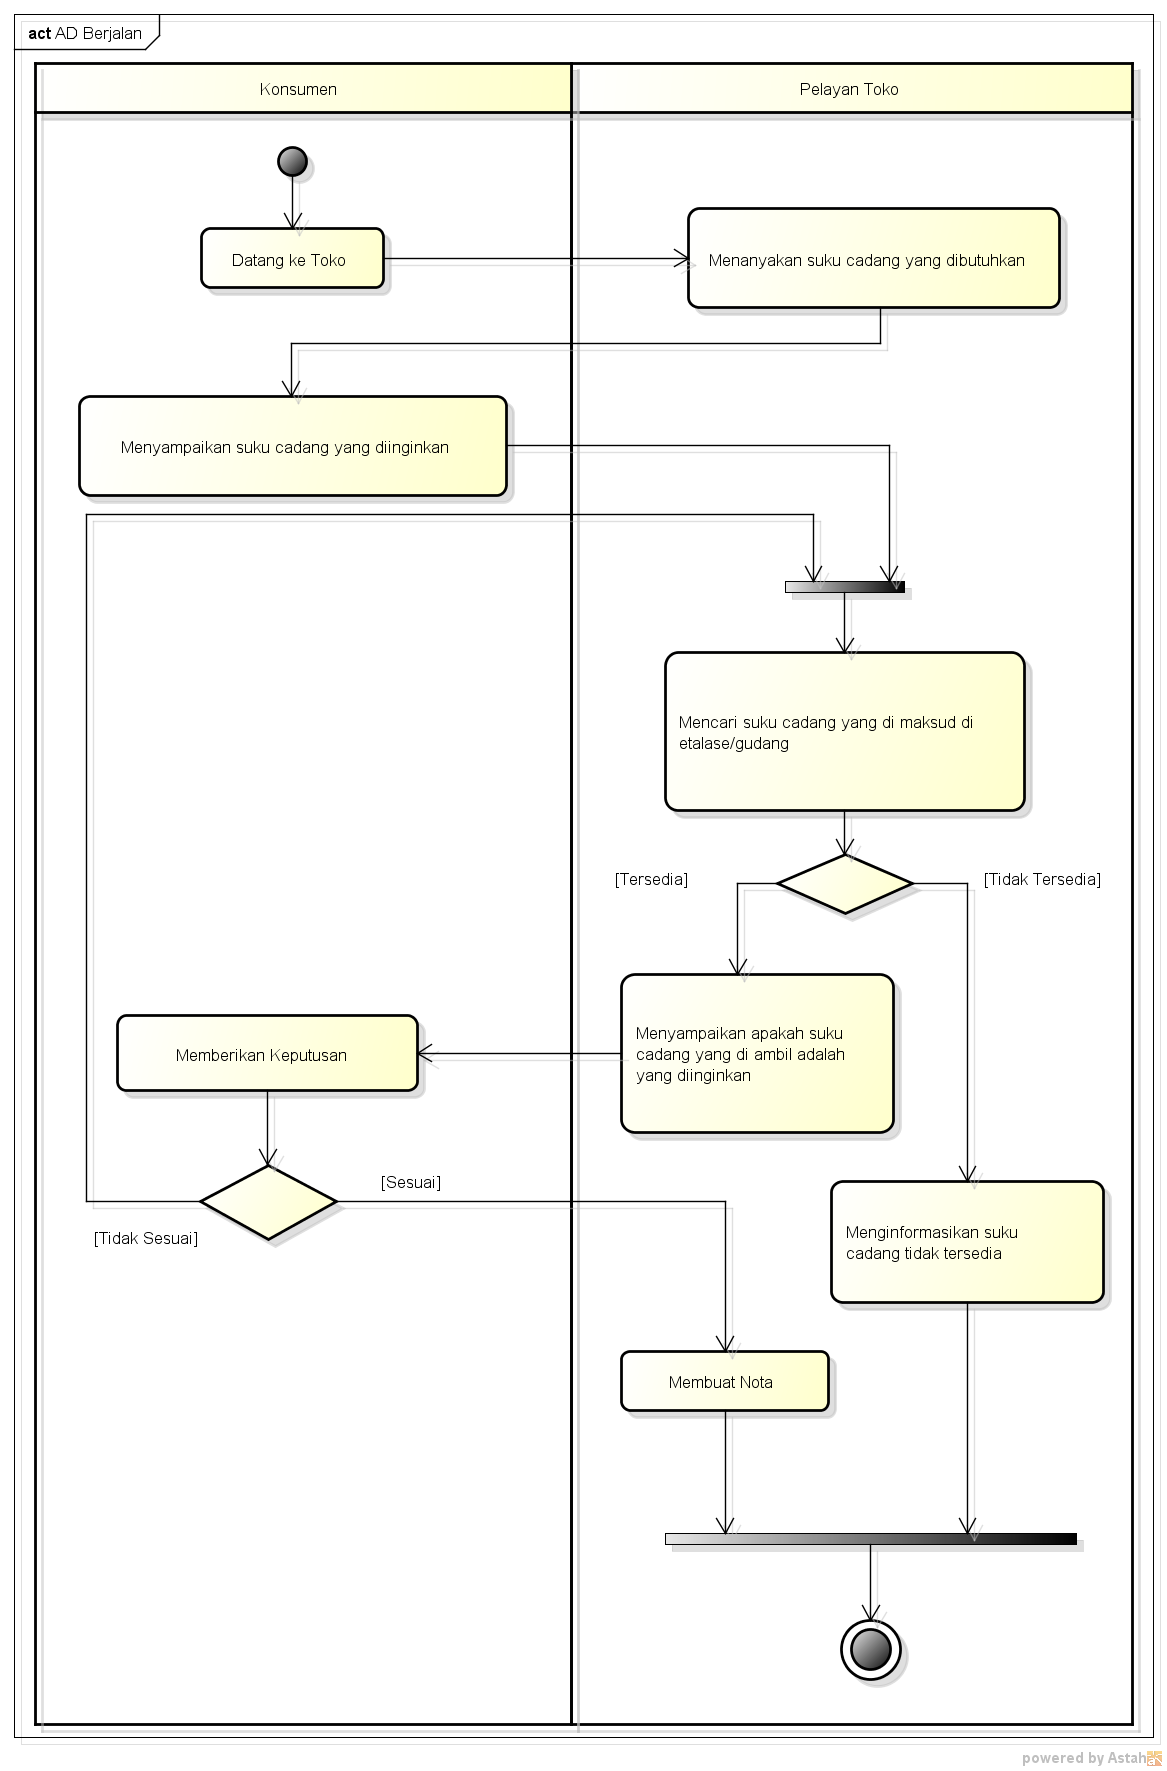 act AD Berjalan
Konsumen
Pelayan Toko
Datang ke Toko
Menanyakan suku cadang yang dibutuhkan
Menyampaikan suku cadang yang diinginkan
Mencari suku cadang yang di maksud di
etalase/gudang
[Tersedia]
[Tidak Tersedia]
Menyampaikan apakah suku
cadang yang di ambil adalah
yang diinginkan
Memberikan Keputusan
[Sesuai]
[Tidak Sesuai]
Menginformasikan suku
cadang tidak tersedia
Membuat Nota
powered by Astah